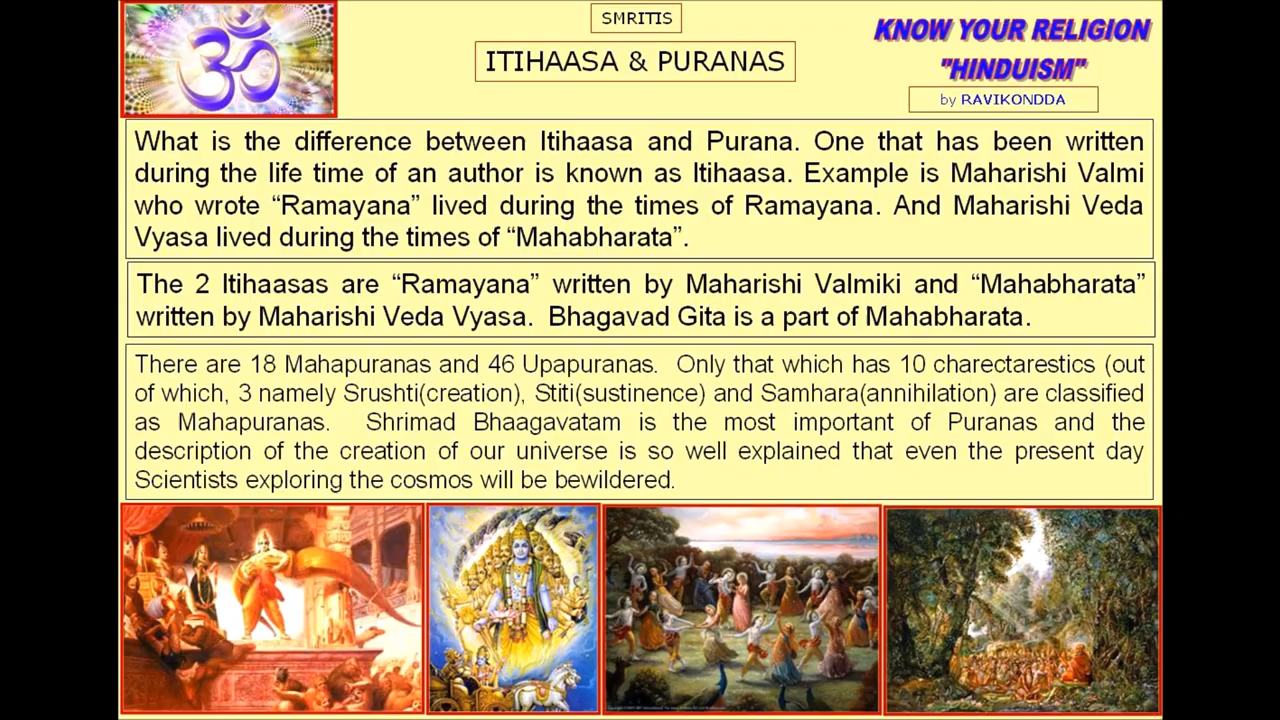 SMRITIS
ITIHAASA & PURANAS
KNOW YOUR RELIGION
"HINDUISM"
by RAVIKONDDA
What is the difference between Itihaasa and Purana. One that has been written
during the life time of an author is known as Itihaasa. Example is Maharishi Valmi
who wrote “Ramayana” lived during the times of Ramayana. And Maharishi Veda
Vyasa lived during the times of “Mahabharata”.
The 2 Itihaasas are “Ramayana” written by Maharishi Valmiki and “Mahabharata”
written by Maharishi Veda Vyasa. Bhagavad Gita is a part of Mahabharata.
There are 18 Mahapuranas and 46 Upapuranas. Only that which has 10 charectarestics (out
of which, 3 namely Srushti(creation), Stiti(sustinence) and Samhara(annihilation) are classified
as Mahapuranas. Shrimad Bhaagavatam is the most important of Puranas and the
description of the creation of our universe is so well explained that even the present day
Scientists exploring the cosmos will be bewildered.